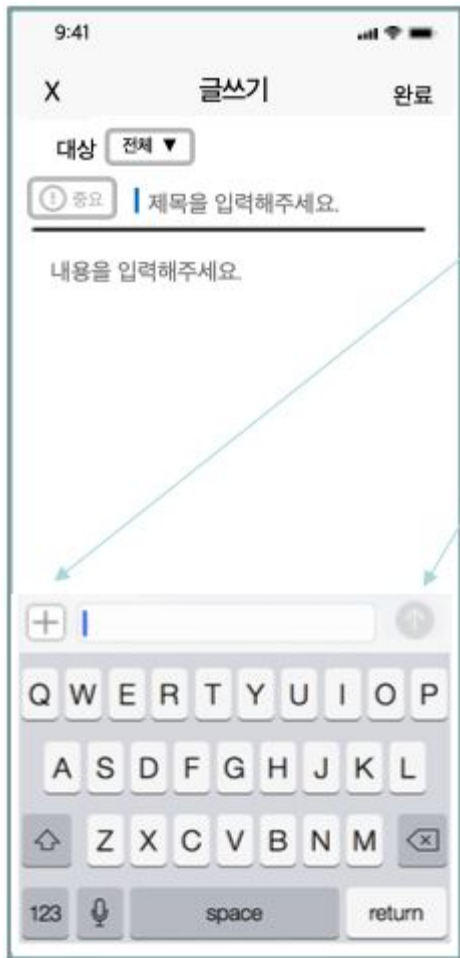 9:41
X 글쓰기 완료
대상 전체 ▼
! 중요 제목을 입력해주세요.
내용을 입력해주세요.
Q W E R T Y U I O P
A S D F G H J K L
Z X C V B N M
123 space return